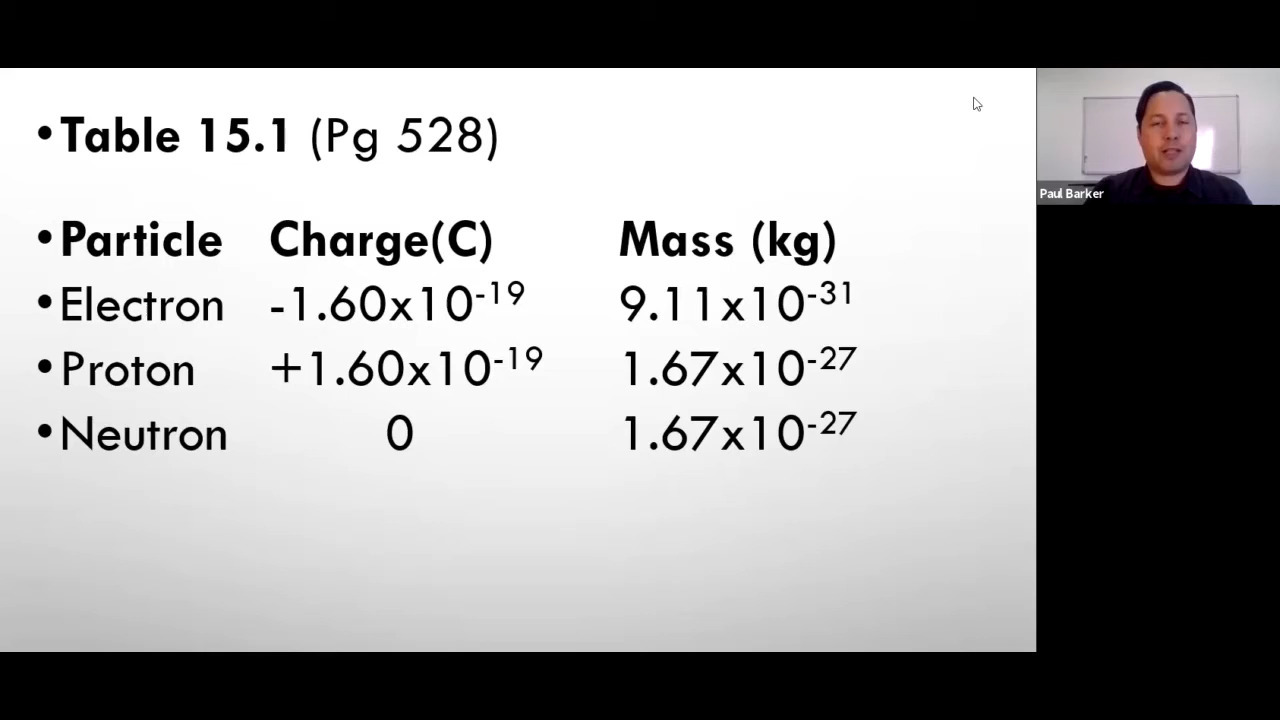 • Table 15.1 (Pg 528)
• Particle Charge(C) Mass (kg)
• Electron -1.60x10⁻¹⁹ 9.11x10⁻³¹
• Proton +1.60x10⁻¹⁹ 1.67x10⁻²⁷
• Neutron 0 1.67x10⁻²⁷
Paul Barker